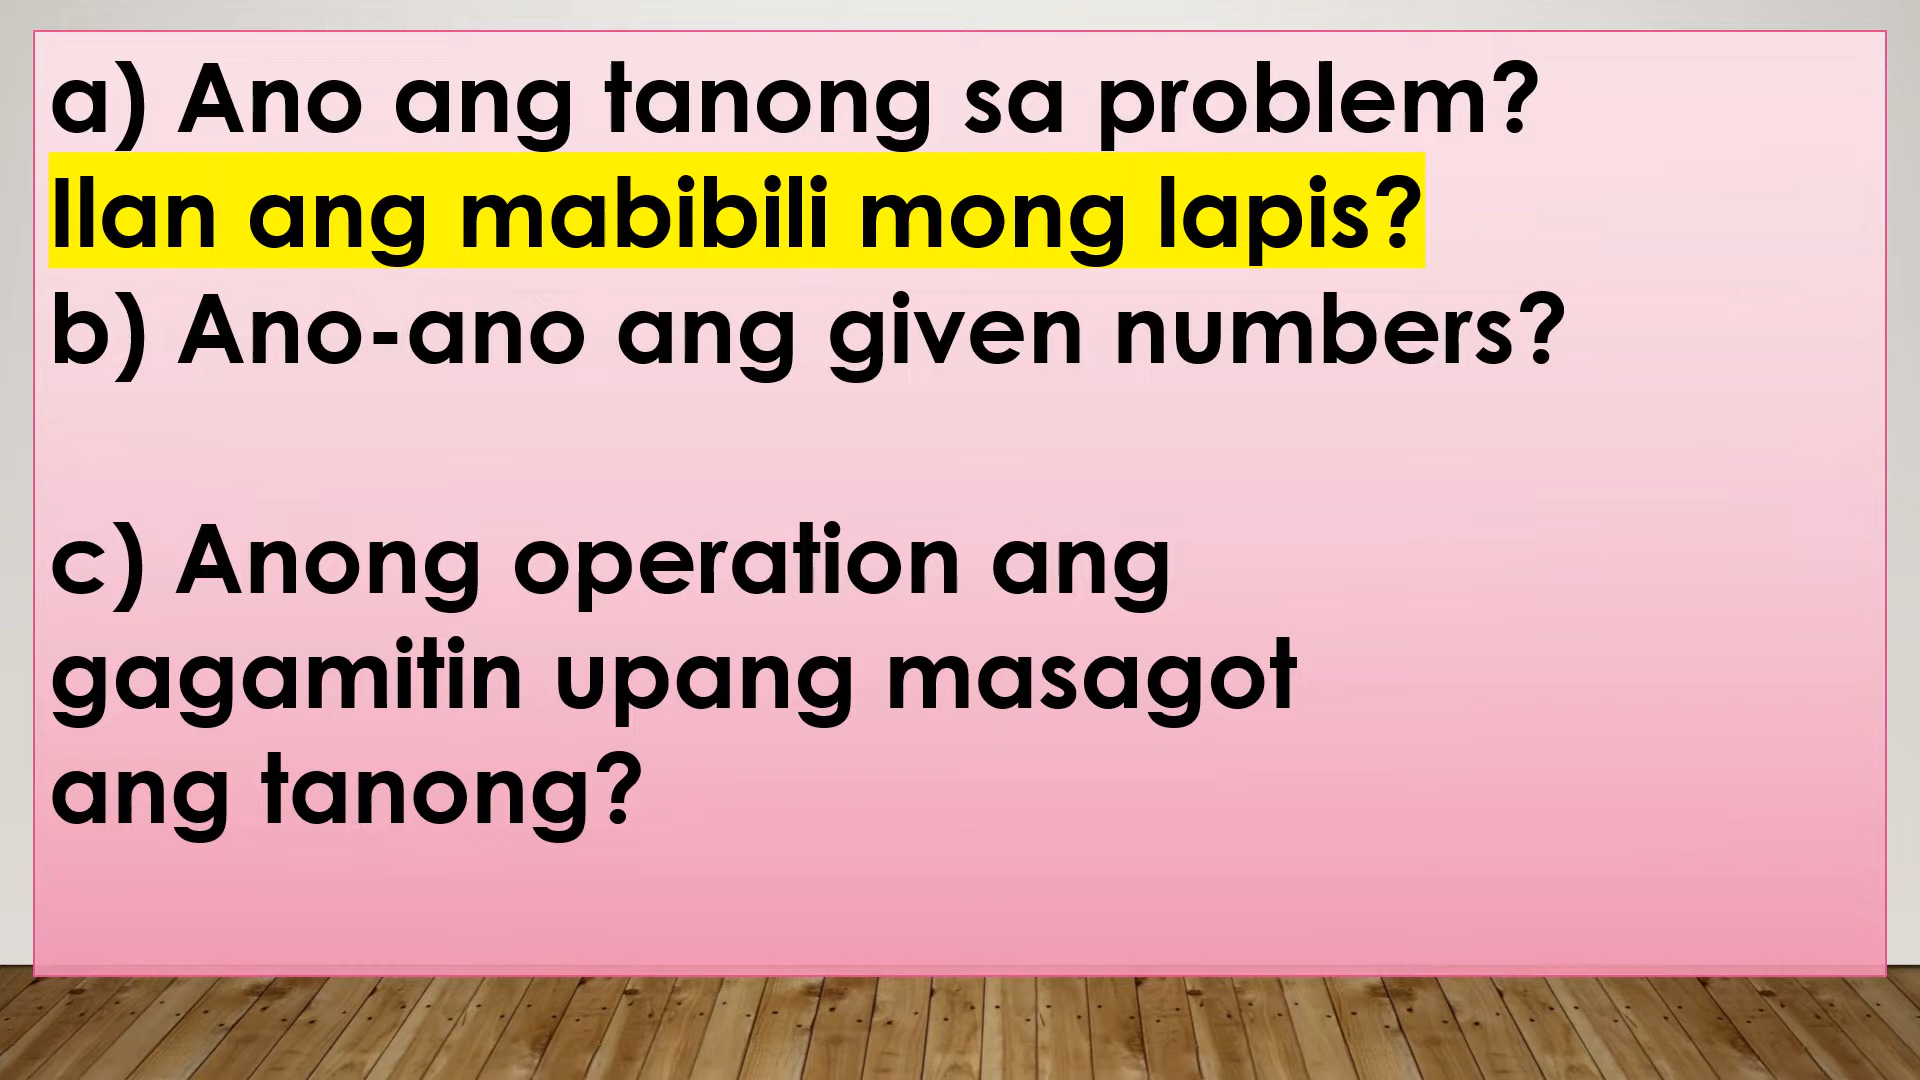 a) Ano ang tanong sa problem?
Ilan ang mabibili mong lapis?
b) Ano-ano ang given numbers?
c) Anong operation ang
gagamitin upang masagot
ang tanong?